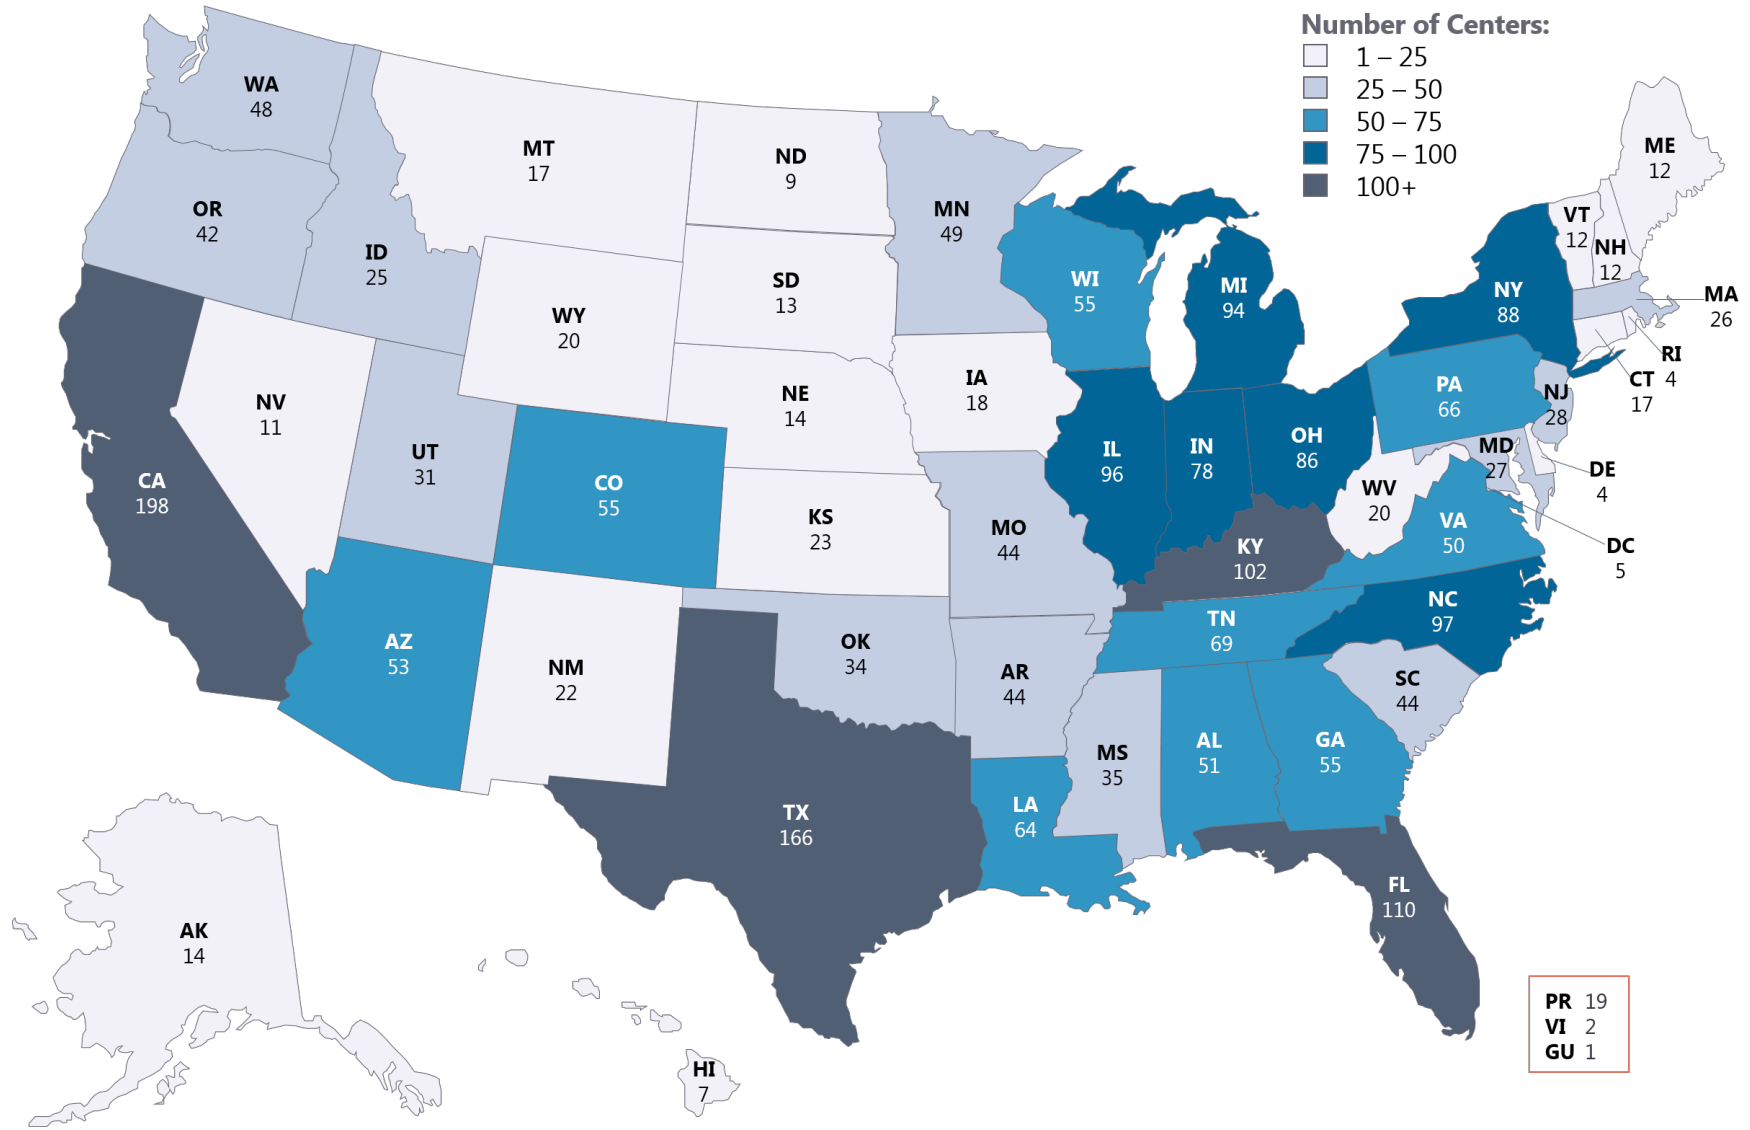 Number of Centers:
1 – 25
25 – 50
50 – 75
75 – 100
100+
WA
48
OR
42
ID
25
MT
17
ND
9
MN
49
SD
13
WY
20
WI
55
MI
94
NY
88
VT
12
NH
12
ME
12
MA
26
RI
4
CT
17
NV
11
UT
31
CO
55
NE
14
IA
18
IL
96
IN
78
OH
86
PA
66
NJ
28
MD
27
DE
4
DC
5
CA
198
KS
23
MO
44
KY
102
WV
20
VA
50
AZ
53
NM
22
OK
34
AR
44
TN
69
NC
97
SC
44
TX
166
LA
64
MS
35
AL
51
GA
55
FL
110
AK
14
HI
7
PR 19
VI 2
GU 1